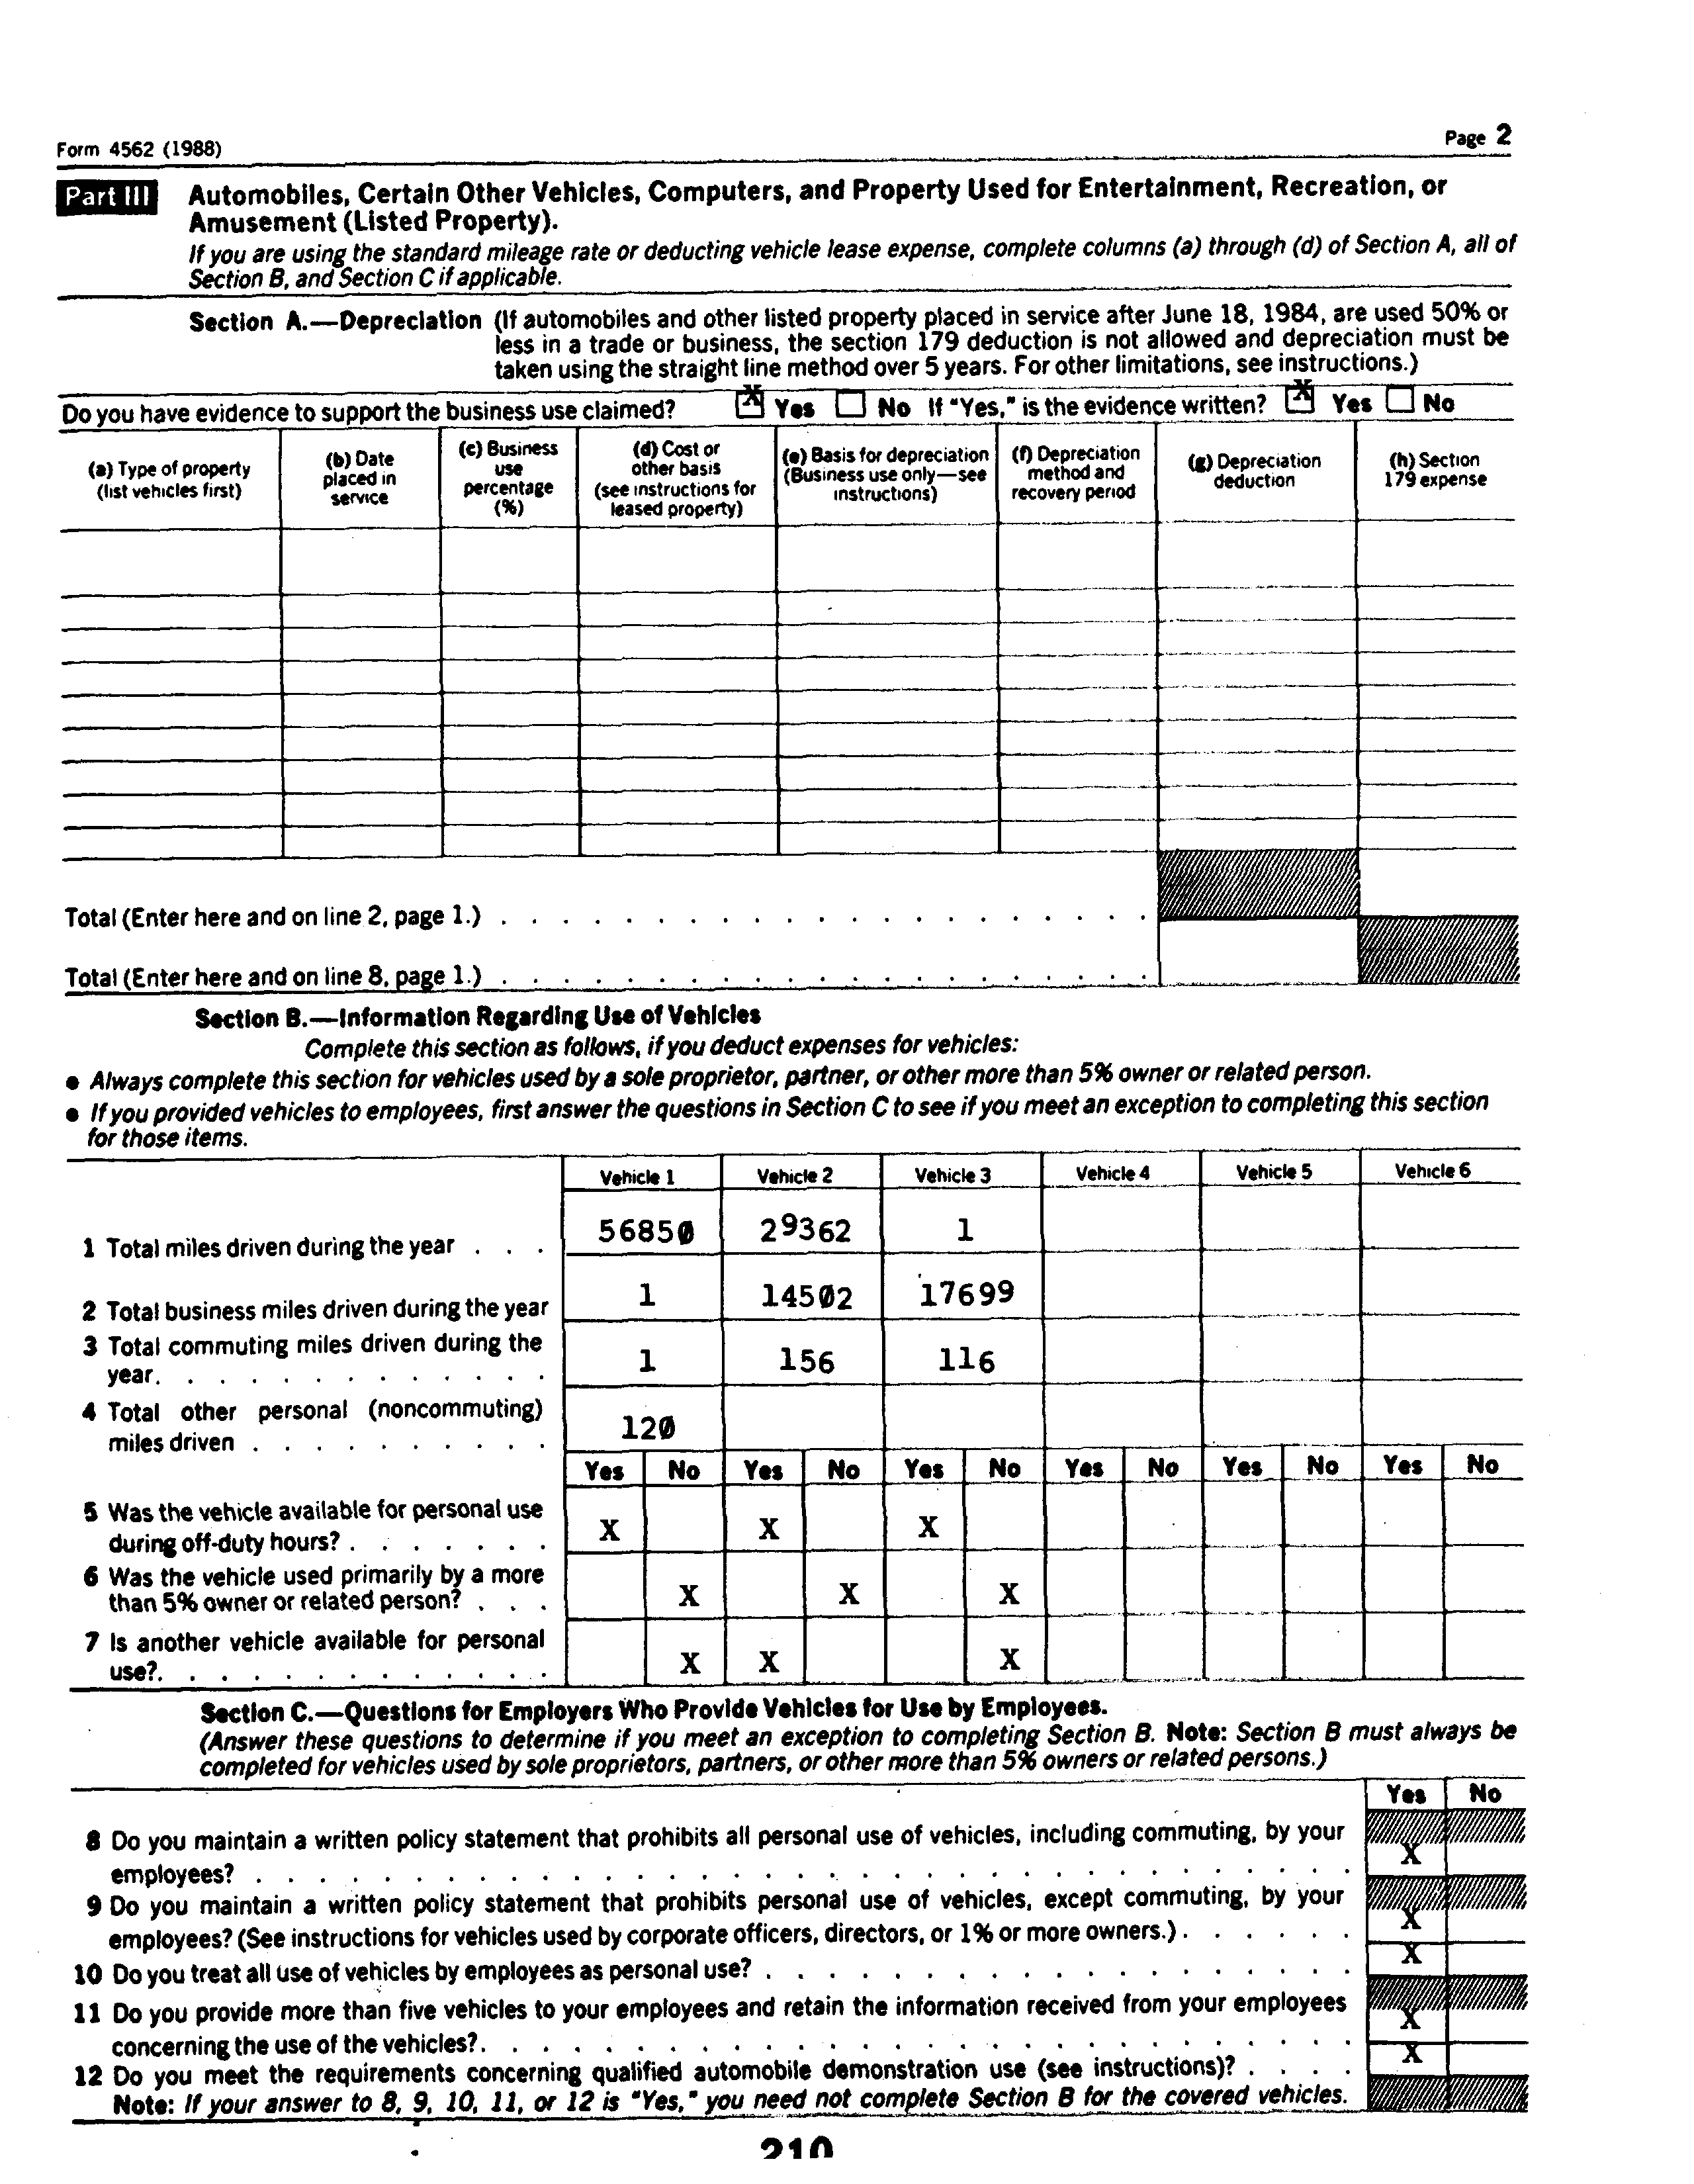 Form 4562 (1988)
Page 2
Part III
Automobiles, Certain Other Vehicles, Computers, and Property Used for Entertainment, Recreation, or
Amusement (Listed Property).
If you are using the standard mileage rate or deducting vehicle lease expense, complete columns (a) through (d) of Section A, all of
Section B, and Section C if applicable.
Section A.—Depreciation (If automobiles and other listed property placed in service after June 18, 1984, are used 50% or
less in a trade or business, the section 179 deduction is not allowed and depreciation must be
taken using the straight line method over 5 years. For other limitations, see instructions.)
Do you have evidence to support the business use claimed? X Yes No If "Yes," is the evidence written? X Yes No
(a) Type of property
(list vehicles first)
(b) Date
placed in
service
(c) Business
use
percentage
(%)
(d) Cost or
other basis
(see instructions for
leased property)
(e) Basis for depreciation
(Business use only—see
instructions)
(f) Depreciation
method and
recovery period
(g) Depreciation
deduction
(h) Section
179 expense
Total (Enter here and on line 2, page 1.) . . . . . . . . . . . . . . . . . . . . .
Total (Enter here and on line 8, page 1.) . . . . . . . . . . . . . . . . . . . . .
Section B.—Information Regarding Use of Vehicles
Complete this section as follows, if you deduct expenses for vehicles:
● Always complete this section for vehicles used by a sole proprietor, partner, or other more than 5% owner or related person.
● If you provided vehicles to employees, first answer the questions in Section C to see if you meet an exception to completing this section
for those items.
Vehicle 1 Vehicle 2 Vehicle 3 Vehicle 4 Vehicle 5 Vehicle 6
1 Total miles driven during the year . . . 56850 29362 1
2 Total business miles driven during the year 1 14502 17699
3 Total commuting miles driven during the
year. . . . . . . . . . . . . 1 156 116
4 Total other personal (noncommuting)
miles driven . . . . . . . . . . 120
Yes No Yes No Yes No Yes No Yes No Yes No
5 Was the vehicle available for personal use
during off-duty hours? . . . . . . . X X X
6 Was the vehicle used primarily by a more
than 5% owner or related person? . . . X X X
7 Is another vehicle available for personal
use?. . . . . . . . . . . . . X X X
Section C.—Questions for Employers Who Provide Vehicles for Use by Employees.
(Answer these questions to determine if you meet an exception to completing Section B. Note: Section B must always be
completed for vehicles used by sole proprietors, partners, or other more than 5% owners or related persons.)
Yes No
8 Do you maintain a written policy statement that prohibits all personal use of vehicles, including commuting, by your
employees? . . . . . . . . . . . . . . . . . . . . . . . . . . . . . . . . . . . X
9 Do you maintain a written policy statement that prohibits personal use of vehicles, except commuting, by your
employees? (See instructions for vehicles used by corporate officers, directors, or 1% or more owners.) . . . . . . X
10 Do you treat all use of vehicles by employees as personal use? . . . . . . . . . . . . . . . . . . . X
11 Do you provide more than five vehicles to your employees and retain the information received from your employees
concerning the use of the vehicles?. . . . . . . . . . . . . . . . . . . . . . . . . . . . X
12 Do you meet the requirements concerning qualified automobile demonstration use (see instructions)? . . . . X
Note: If your answer to 8, 9, 10, 11, or 12 is "Yes," you need not complete Section B for the covered vehicles.
210